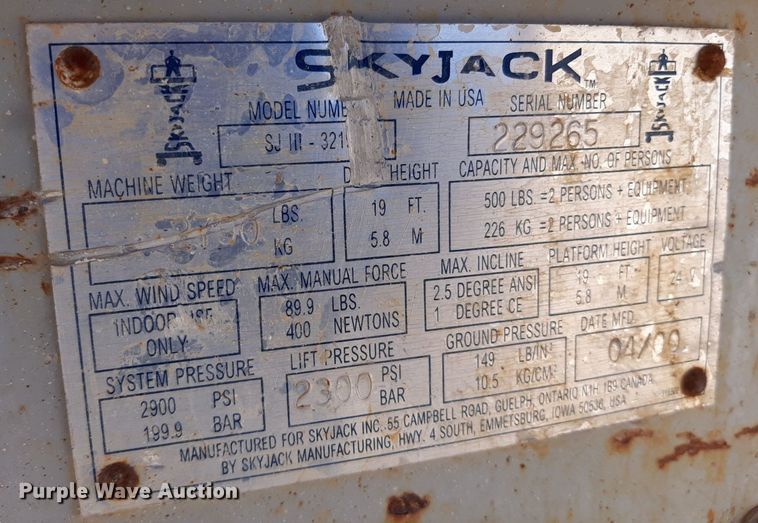 SKYJACK TM
SKYJACK
SKYJACK
MODEL NUMB MADE IN USA SERIAL NUMBER
SJ III - 321 229265
MACHINE WEIGHT HEIGHT CAPACITY AND MAX. NO. OF PERSONS
LBS. 19 FT. 500 LBS. =2 PERSONS + EQUIPMENT
KG 5.8 M 226 KG =2 PERSONS + EQUIPMENT
MAX. WIND SPEED MAX. MANUAL FORCE MAX. INCLINE PLATFORM HEIGHT VOLTAGE
INDOOR USE 89.9 LBS. 2.5 DEGREE ANSI 19 FT 24
ONLY 400 NEWTONS 1 DEGREE CE 5.8 M
SYSTEM PRESSURE LIFT PRESSURE GROUND PRESSURE DATE MFD.
2900 PSI 2300 PSI 149 LB/IN² 04/00
199.9 BAR BAR 10.5 KG/CM²
MANUFACTURED FOR SKYJACK INC. 55 CAMPBELL ROAD, GUELPH, ONTARIO N1H 1B9 CANADA
BY SKYJACK MANUFACTURING, HWY. 4 SOUTH, EMMETSBURG, IOWA 50536, USA
Purple Wave Auction